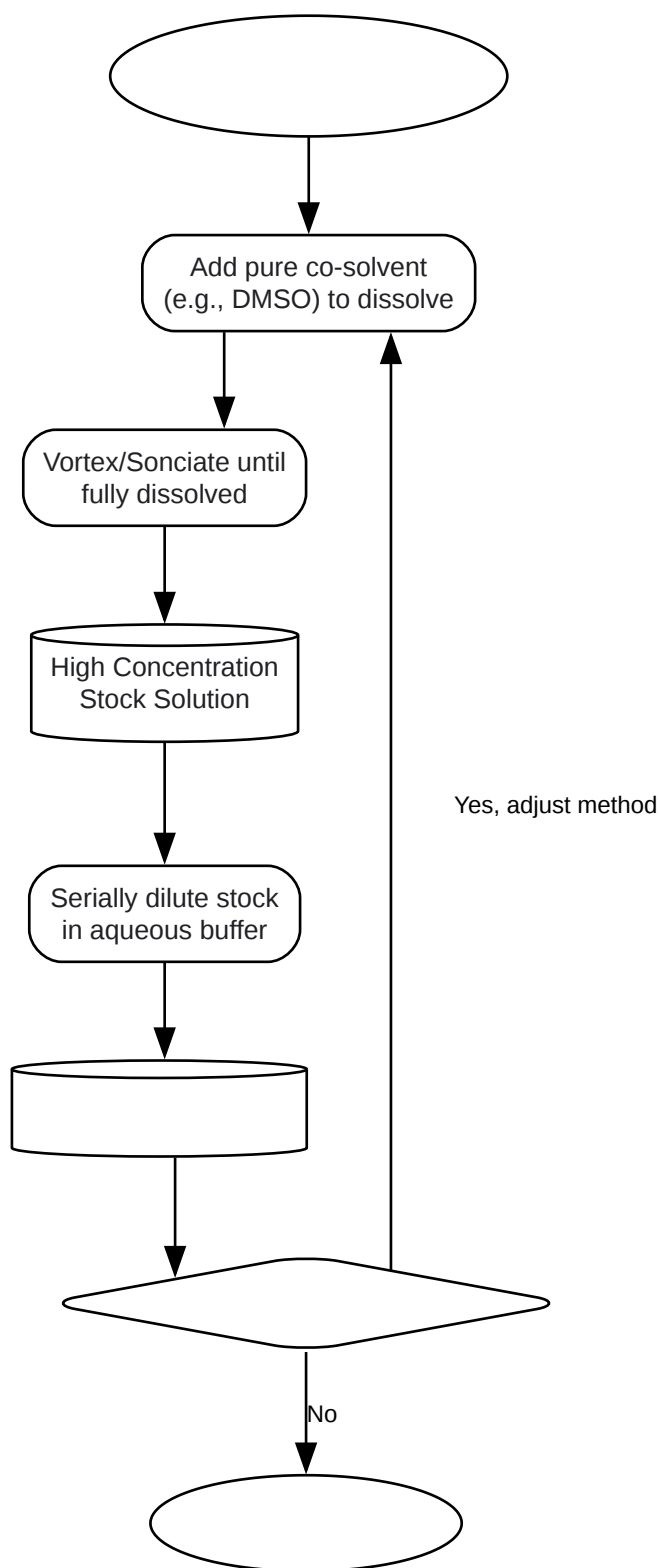 Add pure co-solvent
(e.g., DMSO) to dissolve
Vortex/Sonciate until
fully dissolved
High Concentration
Stock Solution
Yes, adjust method
Serially dilute stock
in aqueous buffer
No